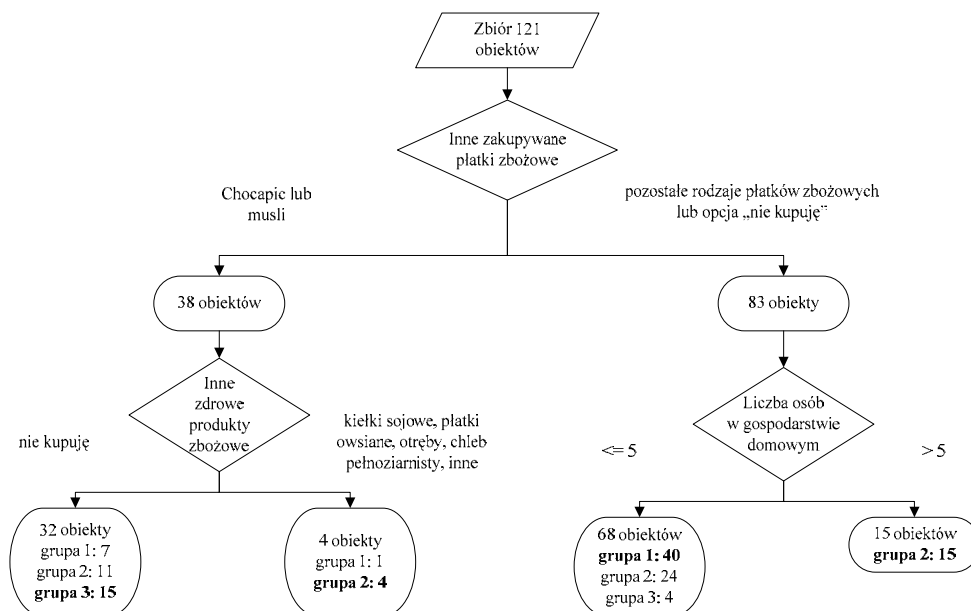 Zbiór 121
obiektów
Inne zakupywane
płatki zbożowe
Chocapic lub
musli
pozostałe rodzaje płatków zbożowych
lub opcja „nie kupuję”
38 obiektów
83 obiekty
Inne
zdrowe
produkty
zbożowe
nie kupuję
kiełki sojowe, płatki
owsiane, otręby, chleb
pełnoziarnisty, inne
Liczba osób
w gospodarstwie
domowym
<= 5
> 5
32 obiekty
grupa 1: 7
grupa 2: 11
grupa 3: 15
4 obiekty
grupa 1: 1
grupa 2: 4
68 obiektów
grupa 1: 40
grupa 2: 24
grupa 3: 4
15 obiektów
grupa 2: 15